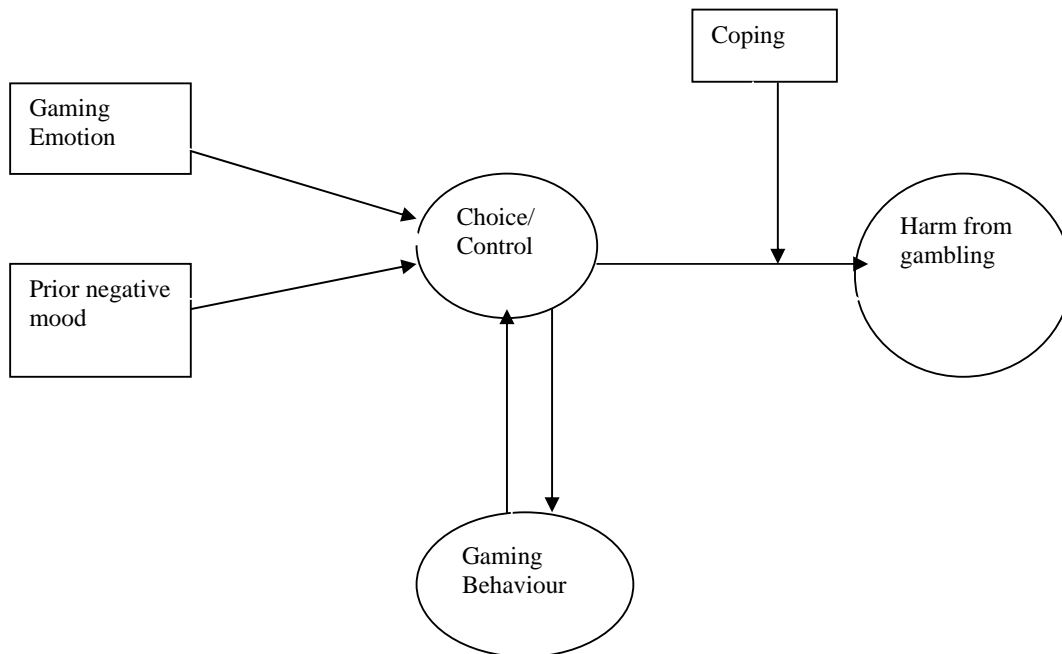 Coping
Gaming
Emotion
Choice/
Control
Harm from
gambling
Prior negative
mood
Gaming
Behaviour